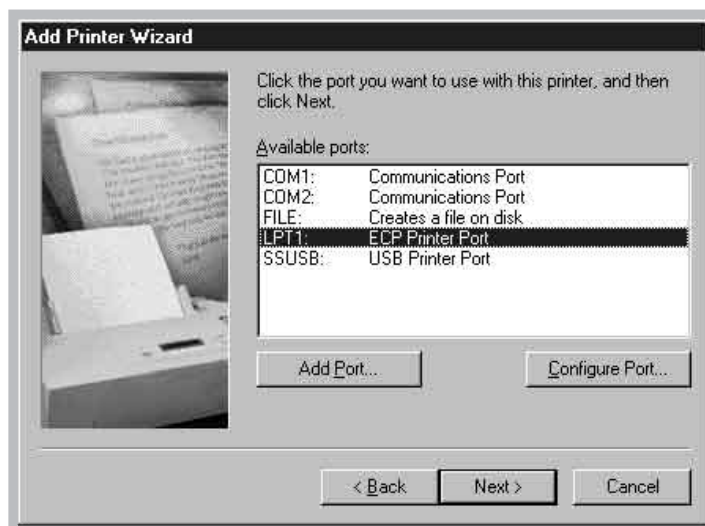 Add Printer Wizard
Click the port you want to use with this printer, and then
click Next.
Available ports:
COM1: Communications Port
COM2: Communications Port
FILE: Creates a file on disk
LPT1: ECP Printer Port
SSUSB: USB Printer Port
Add Port... Configure Port...
< Back Next > Cancel